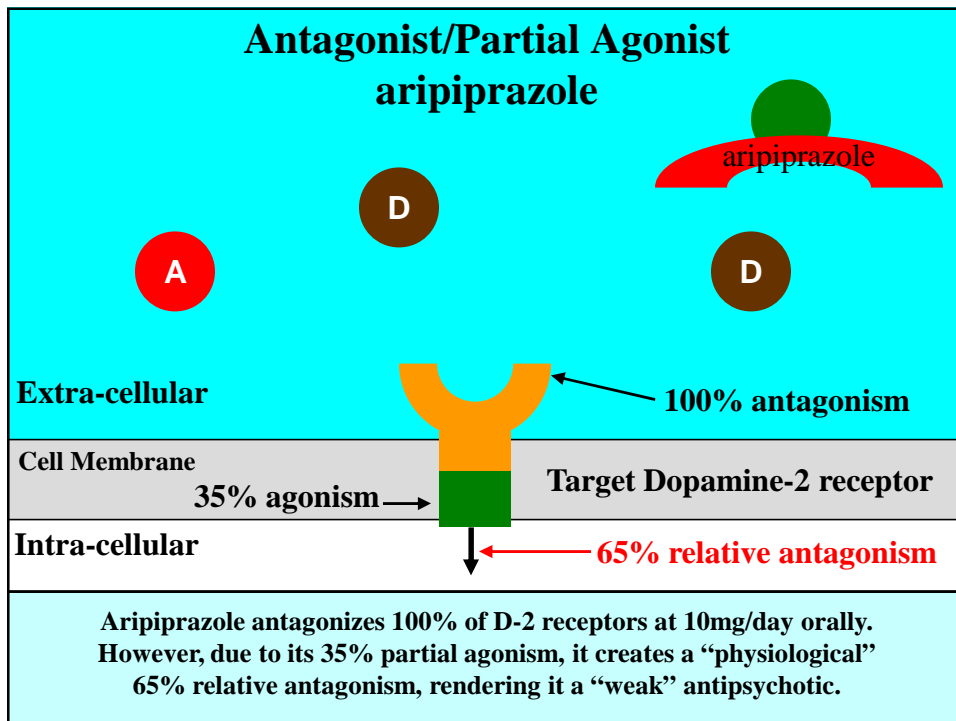 Antagonist/Partial Agonist
aripiprazole
aripiprazole
D
A
D
Extra-cellular
100% antagonism
Cell Membrane
35% agonism
Target Dopamine-2 receptor
Intra-cellular
65% relative antagonism
Aripiprazole antagonizes 100% of D-2 receptors at 10mg/day orally.
However, due to its 35% partial agonism, it creates a “physiological”
65% relative antagonism, rendering it a “weak” antipsychotic.